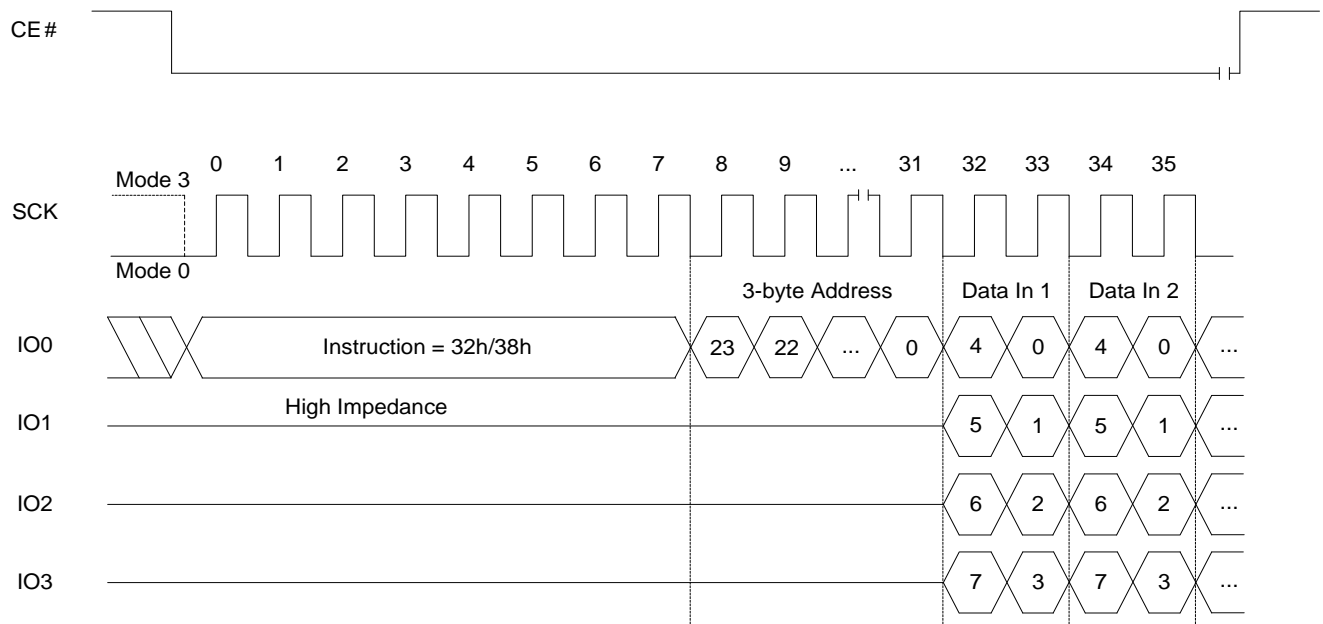 CE#
0 1 2 3 4 5 6 7 8 9 ... 31 32 33 34 35
Mode 3
SCK
Mode 0
3-byte Address Data In 1 Data In 2
IO0 Instruction = 32h/38h 23 22 ... 0 4 0 4 0 ...
High Impedance
IO1 5 1 5 1 ...
IO2 6 2 6 2 ...
IO3 7 3 7 3 ...